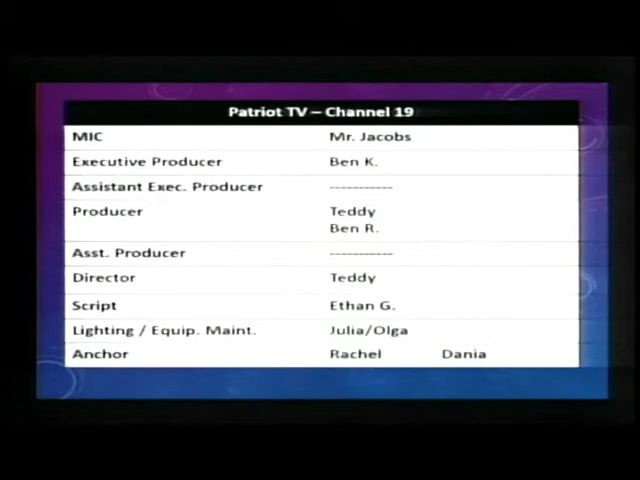 Patriot TV – Channel 19
MIC Mr. Jacobs
Executive Producer Ben K.
Assistant Exec. Producer -----------
Producer Teddy
Ben R.
Asst. Producer -----------
Director Teddy
Script Ethan G.
Lighting / Equip. Maint. Julia/Olga
Anchor Rachel Dania